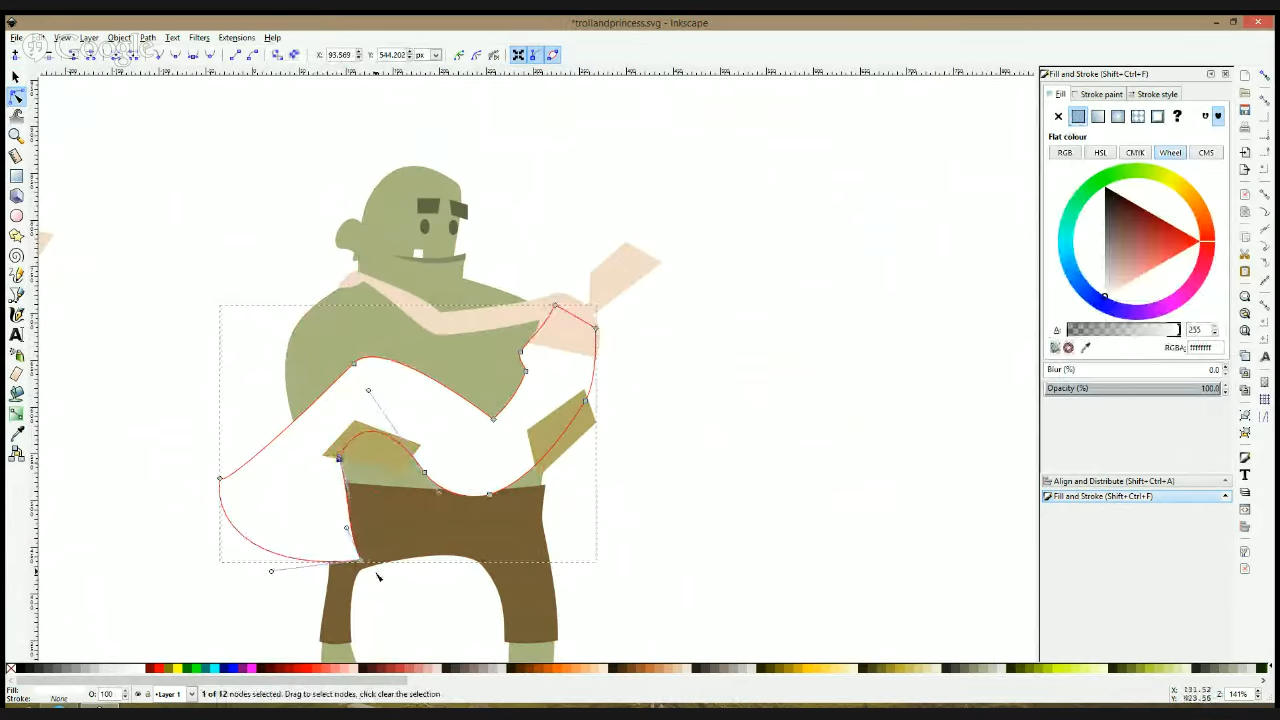 *trollandprincess.svg - Inkscape
File Edit View Layer Object Path Text Filters Extensions Help
Google
X: 93.569 Y: 544.202 px
Fill and Stroke (Shift+Ctrl+F)
Fill Stroke paint Stroke style
?
Flat colour
RGB HSL CMYK Wheel CMS
A: 255
RGBA: ffffffff
Blur (%) 0.0
Opacity (%) 100.0
Align and Distribute (Shift+Ctrl+A)
Fill and Stroke (Shift+Ctrl+F)
Fill:
Stroke: None O: 100 Layer 1 1 of 12 nodes selected. Drag to select nodes, click clear the selection
Z: 141%